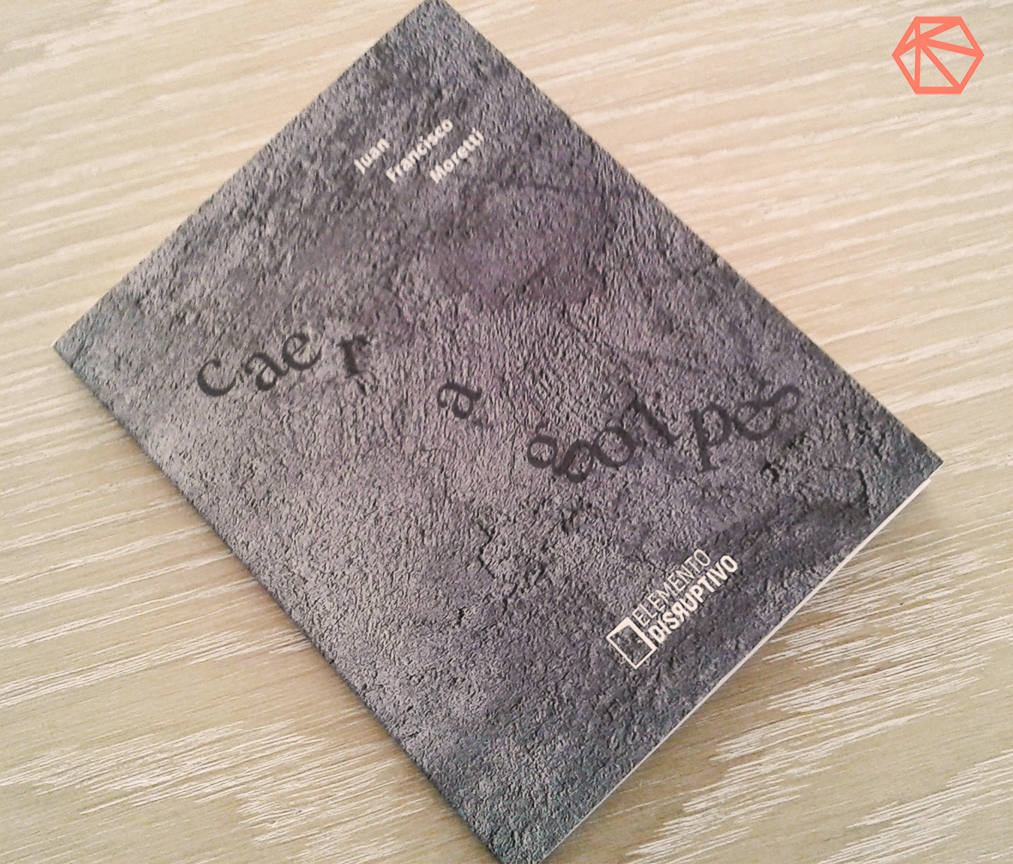 Juan
Francisco
Moretti
caer
a
golpes
ELEMENTO
DISRUPTIVO